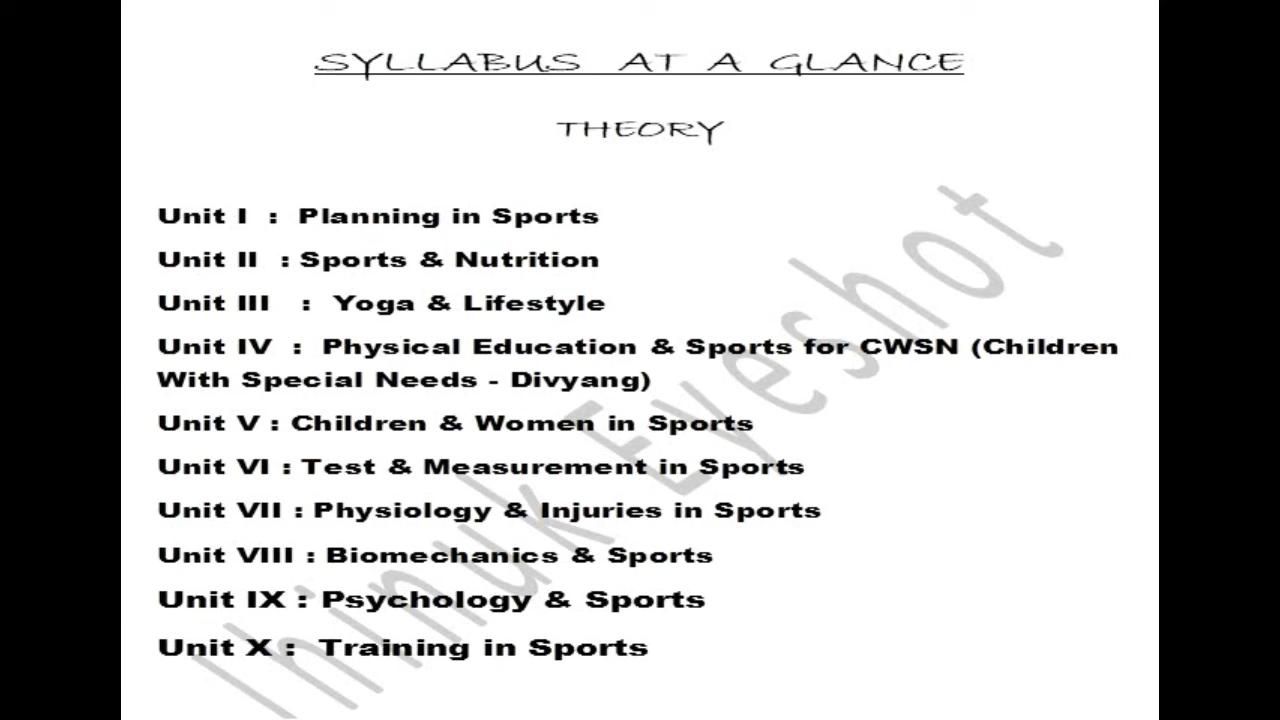 SYLLABUS AT A GLANCE
THEORY
Unit I : Planning in Sports
Unit II : Sports & Nutrition
Unit III : Yoga & Lifestyle
Unit IV : Physical Education & Sports for CWSN (Children
With Special Needs - Divyang)
Unit V : Children & Women in Sports
Unit VI : Test & Measurement in Sports
Unit VII : Physiology & Injuries in Sports
Unit VIII : Biomechanics & Sports
Unit IX : Psychology & Sports
Unit X : Training in Sports
Eyeshot